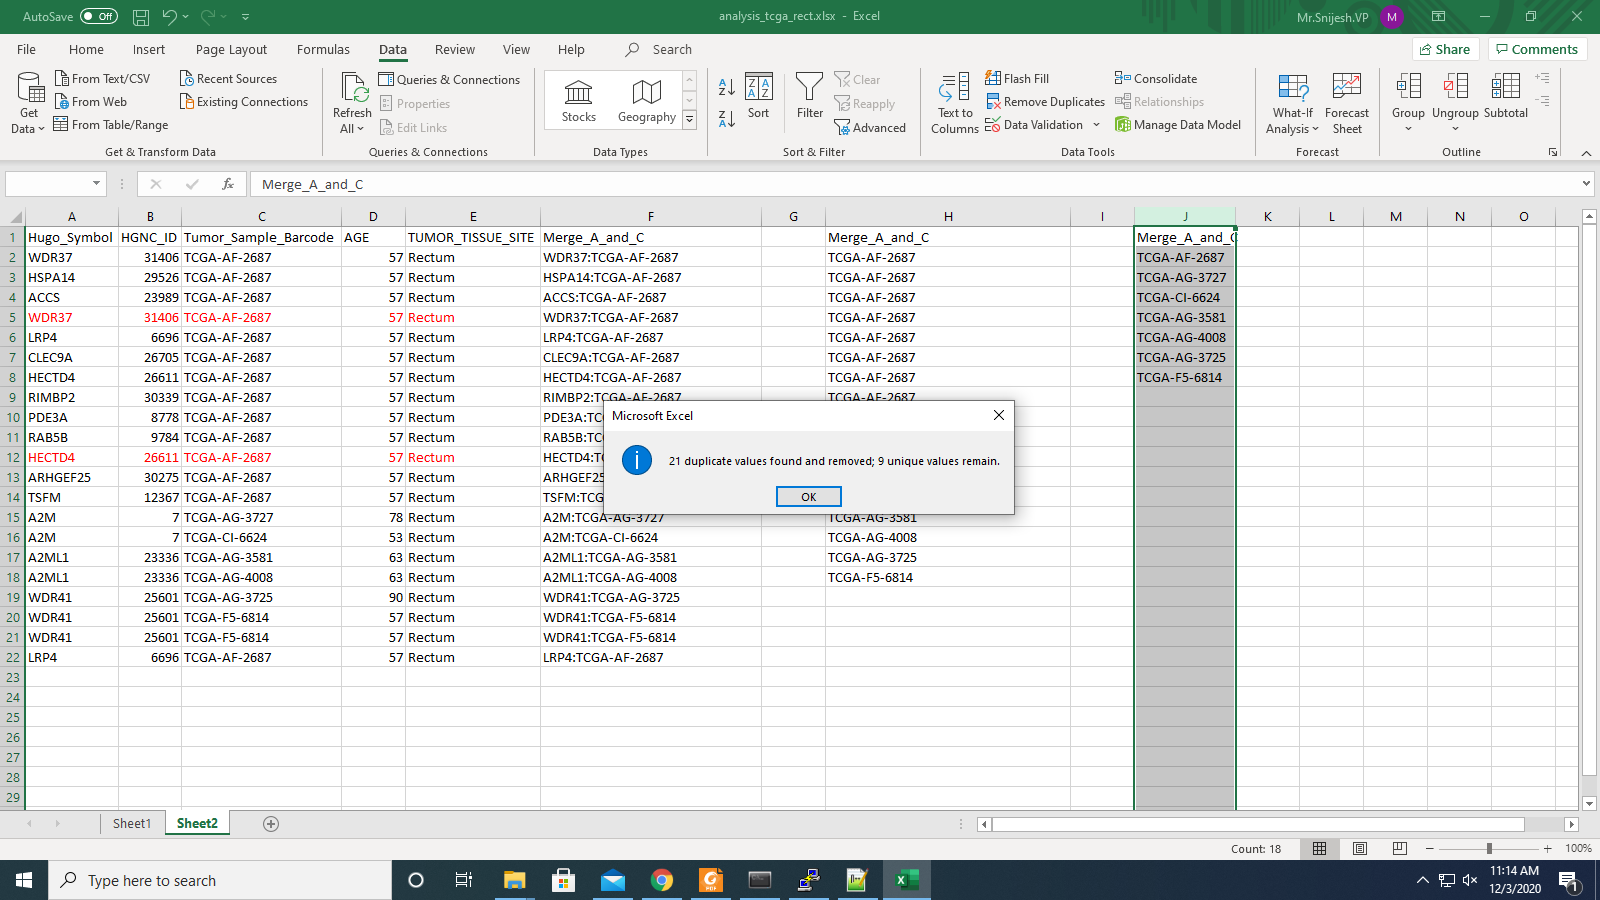 AutoSave Off analysis_tcga_rect.xlsx - Excel Mr.Snijesh.VP M
File Home Insert Page Layout Formulas Data Review View Help Search Share Comments
Get Data From Text/CSV From Web From Table/Range Recent Sources Existing Connections
Refresh All Queries & Connections Properties Edit Links
Stocks Geography
Sort Filter Clear Reapply Advanced
Text to Columns Flash Fill Remove Duplicates Data Validation Consolidate Relationships Manage Data Model
What-If Analysis Forecast Sheet
Group Ungroup Subtotal
Get & Transform Data Queries & Connections Data Types Sort & Filter Data Tools Forecast Outline
fx Merge_A_and_C
A B C D E F G H I J K L M N O
1 Hugo_Symbol HGNC_ID Tumor_Sample_Barcode AGE TUMOR_TISSUE_SITE Merge_A_and_C Merge_A_and_C Merge_A_and_C
2 WDR37 31406 TCGA-AF-2687 57 Rectum WDR37:TCGA-AF-2687 TCGA-AF-2687 TCGA-AF-2687
3 HSPA14 29526 TCGA-AF-2687 57 Rectum HSPA14:TCGA-AF-2687 TCGA-AF-2687 TCGA-AG-3727
4 ACCS 23989 TCGA-AF-2687 57 Rectum ACCS:TCGA-AF-2687 TCGA-AF-2687 TCGA-CI-6624
5 WDR37 31406 TCGA-AF-2687 57 Rectum WDR37:TCGA-AF-2687 TCGA-AF-2687 TCGA-AG-3581
6 LRP4 6696 TCGA-AF-2687 57 Rectum LRP4:TCGA-AF-2687 TCGA-AF-2687 TCGA-AG-4008
7 CLEC9A 26705 TCGA-AF-2687 57 Rectum CLEC9A:TCGA-AF-2687 TCGA-AF-2687 TCGA-AG-3725
8 HECTD4 26611 TCGA-AF-2687 57 Rectum HECTD4:TCGA-AF-2687 TCGA-AF-2687 TCGA-F5-6814
9 RIMBP2 30339 TCGA-AF-2687 57 Rectum RIMBP2:TCGA-AF-2687 TCGA-AF-2687
10 PDE3A 8778 TCGA-AF-2687 57 Rectum PDE3A:TC
11 RAB5B 9784 TCGA-AF-2687 57 Rectum RAB5B:TC
12 HECTD4 26611 TCGA-AF-2687 57 Rectum HECTD4:T
13 ARHGEF25 30275 TCGA-AF-2687 57 Rectum ARHGEF25
14 TSFM 12367 TCGA-AF-2687 57 Rectum TSFM:TCG
Microsoft Excel
21 duplicate values found and removed; 9 unique values remain.
OK
15 A2M 7 TCGA-AG-3727 78 Rectum A2M:TCGA-AG-3727 TCGA-AG-3581
16 A2M 7 TCGA-CI-6624 53 Rectum A2M:TCGA-CI-6624 TCGA-AG-4008
17 A2ML1 23336 TCGA-AG-3581 63 Rectum A2ML1:TCGA-AG-3581 TCGA-AG-3725
18 A2ML1 23336 TCGA-AG-4008 63 Rectum A2ML1:TCGA-AG-4008 TCGA-F5-6814
19 WDR41 25601 TCGA-AG-3725 90 Rectum WDR41:TCGA-AG-3725
20 WDR41 25601 TCGA-F5-6814 57 Rectum WDR41:TCGA-F5-6814
21 WDR41 25601 TCGA-F5-6814 57 Rectum WDR41:TCGA-F5-6814
22 LRP4 6696 TCGA-AF-2687 57 Rectum LRP4:TCGA-AF-2687
23
24
25
26
27
28
29
Sheet1 Sheet2
Count: 18 100%
Type here to search
11:14 AM
12/3/2020
1